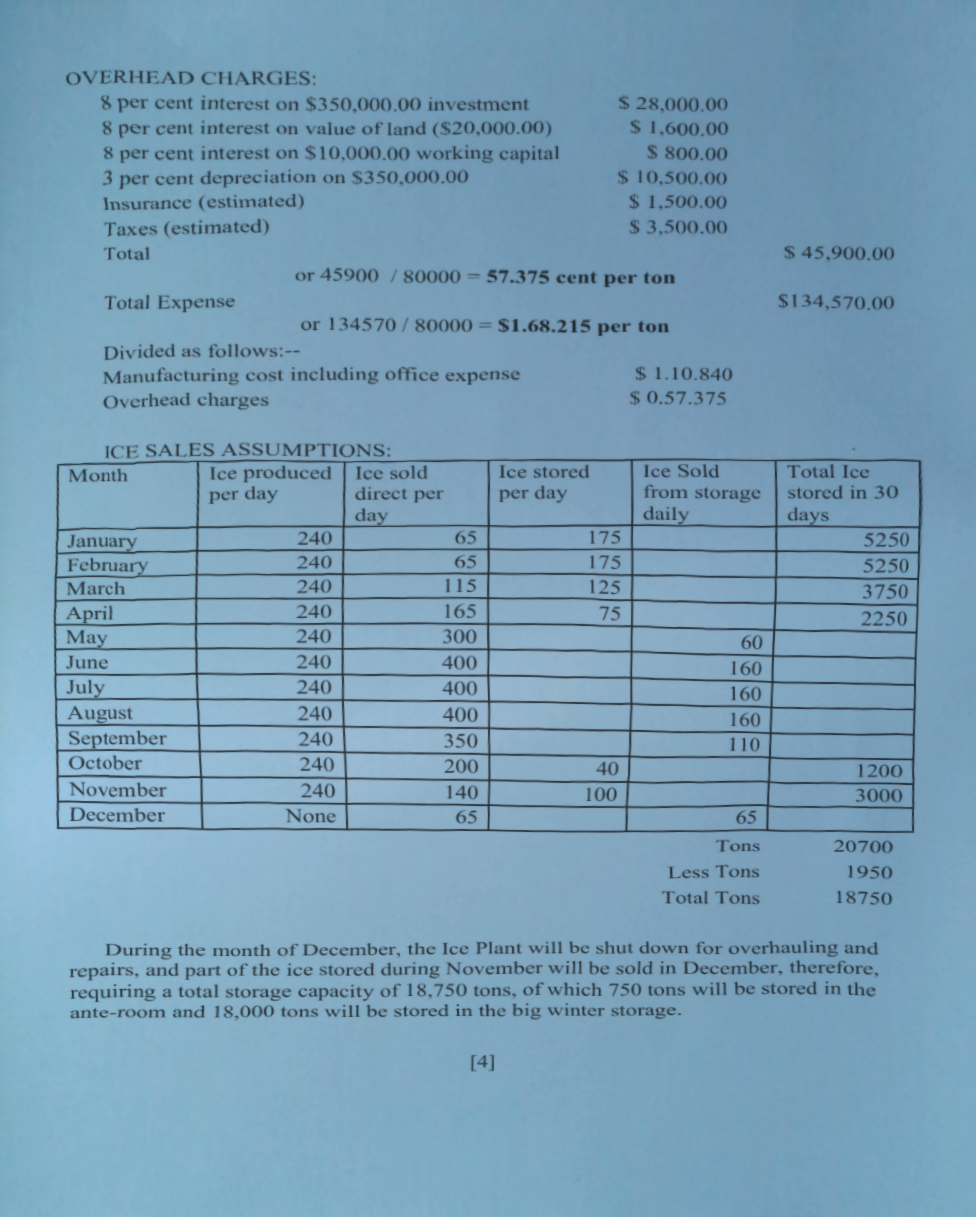 OVERHEAD CHARGES:
8 per cent interest on $350,000.00 investment $ 28,000.00
8 per cent interest on value of land ($20,000.00) $ 1,600.00
8 per cent interest on $10,000.00 working capital $ 800.00
3 per cent depreciation on $350,000.00 $ 10,500.00
Insurance (estimated) $ 1,500.00
Taxes (estimated) $ 3,500.00
Total $ 45,900.00
or 45900 / 80000 = 57.375 cent per ton
Total Expense $134,570.00
or 134570 / 80000 = $1.68.215 per ton
Divided as follows:--
Manufacturing cost including office expense $ 1.10.840
Overhead charges $ 0.57.375
ICE SALES ASSUMPTIONS:
Month Ice produced per day Ice sold direct per day Ice stored per day Ice Sold from storage daily Total Ice stored in 30 days
January 240 65 175 5250
February 240 65 175 5250
March 240 115 125 3750
April 240 165 75 2250
May 240 300 60
June 240 400 160
July 240 400 160
August 240 400 160
September 240 350 110
October 240 200 40 1200
November 240 140 100 3000
December None 65 65
Tons 20700
Less Tons 1950
Total Tons 18750
During the month of December, the Ice Plant will be shut down for overhauling and
repairs, and part of the ice stored during November will be sold in December, therefore,
requiring a total storage capacity of 18,750 tons, of which 750 tons will be stored in the
ante-room and 18,000 tons will be stored in the big winter storage.
[4]